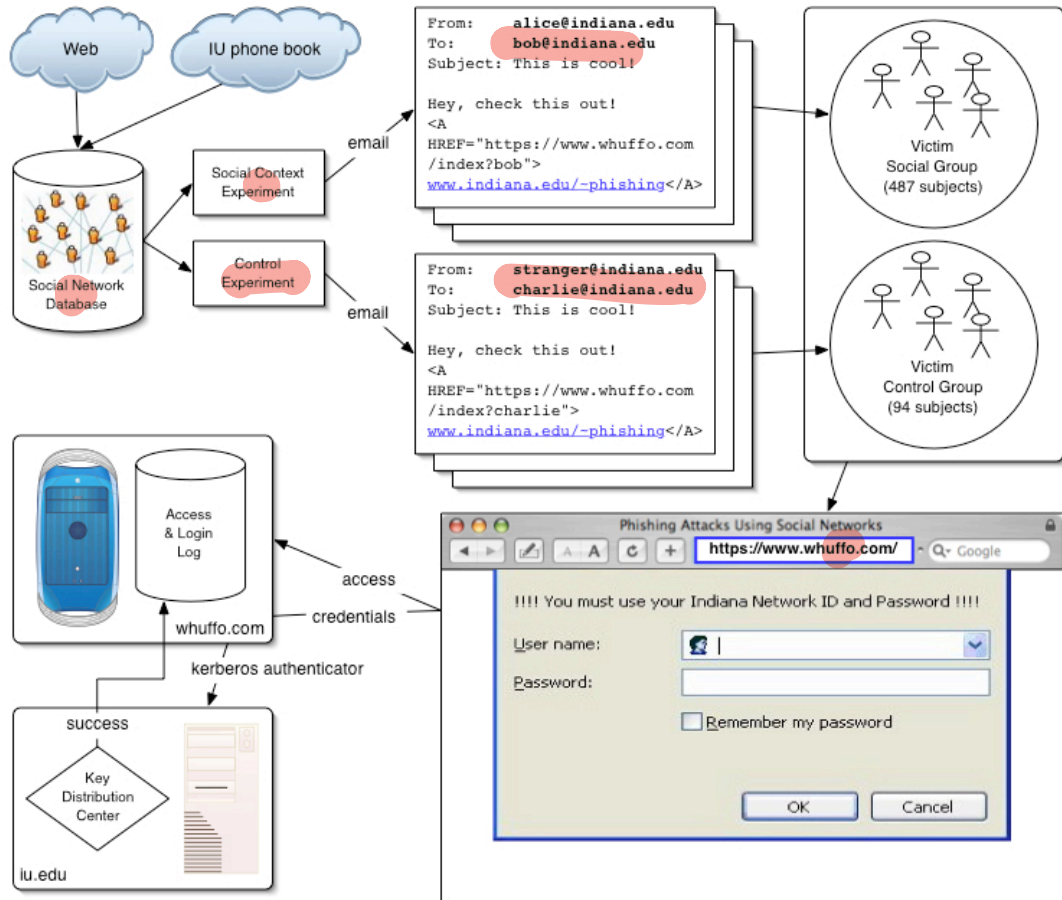 Web
IU phone book
Social Network
Database
Social Context
Experiment
Control
Experiment
email
email
From: alice@indiana.edu
To: bob@indiana.edu
Subject: This is cool!
Hey, check this out!
<A
HREF="https://www.whuffo.com
/index?bob">
www.indiana.edu/~phishing</A>
From: stranger@indiana.edu
To: charlie@indiana.edu
Subject: This is cool!
Hey, check this out!
<A
HREF="https://www.whuffo.com
/index?charlie">
www.indiana.edu/~phishing</A>
Victim
Social Group
(487 subjects)
Victim
Control Group
(94 subjects)
Access
& Login
Log
whuffo.com
access
credentials
kerberos authenticator
success
Key
Distribution
Center
iu.edu
Phishing Attacks Using Social Networks
A A
https://www.whuffo.com/
Google
!!!! You must use your Indiana Network ID and Password !!!!
User name:
Password:
Remember my password
OK
Cancel